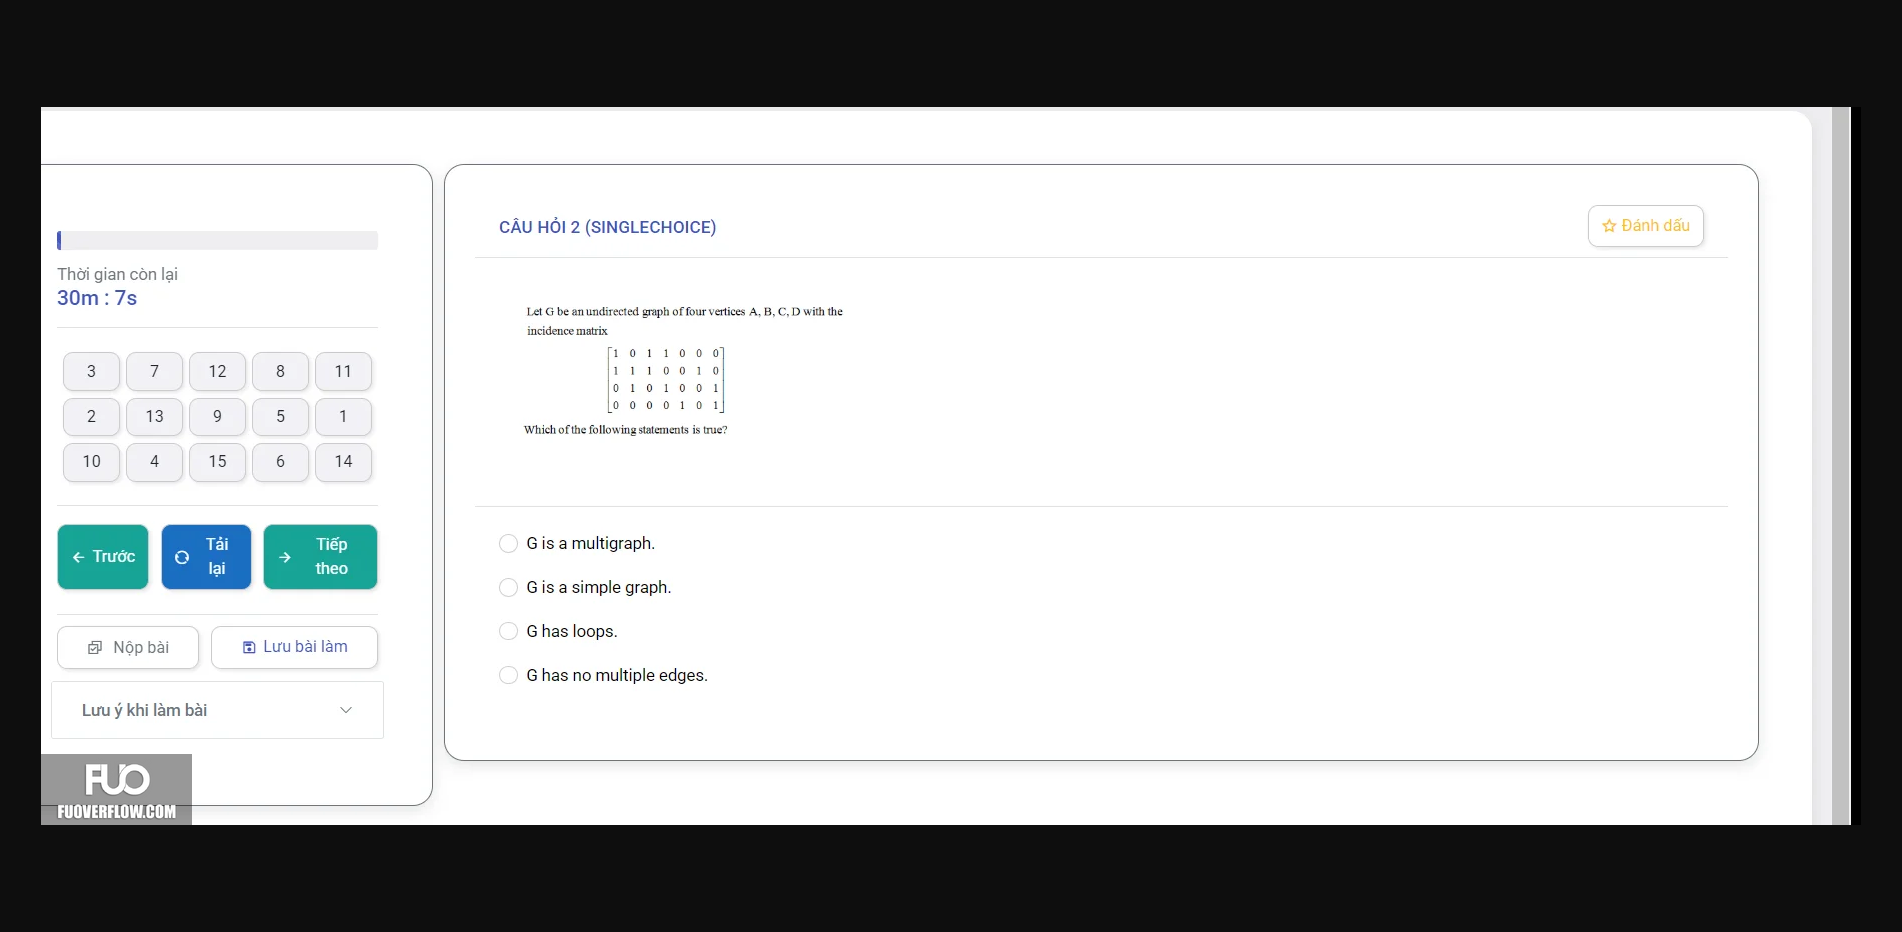 Thời gian còn lại
30m : 7s
3 7 12 8 11
2 13 9 5 1
10 4 15 6 14
Trước
Tải lại
Tiếp theo
Nộp bài
Lưu bài làm
Lưu ý khi làm bài
FUO
FUOVERFLOW.COM
CÂU HỎI 2 (SINGLECHOICE)
Đánh dấu
Let G be an undirected graph of four vertices A, B, C, D with the
incidence matrix
1 0 1 1 0 0 0
1 1 1 0 0 1 0
0 1 0 1 0 0 1
0 0 0 0 1 0 1
Which of the following statements is true?
G is a multigraph.
G is a simple graph.
G has loops.
G has no multiple edges.